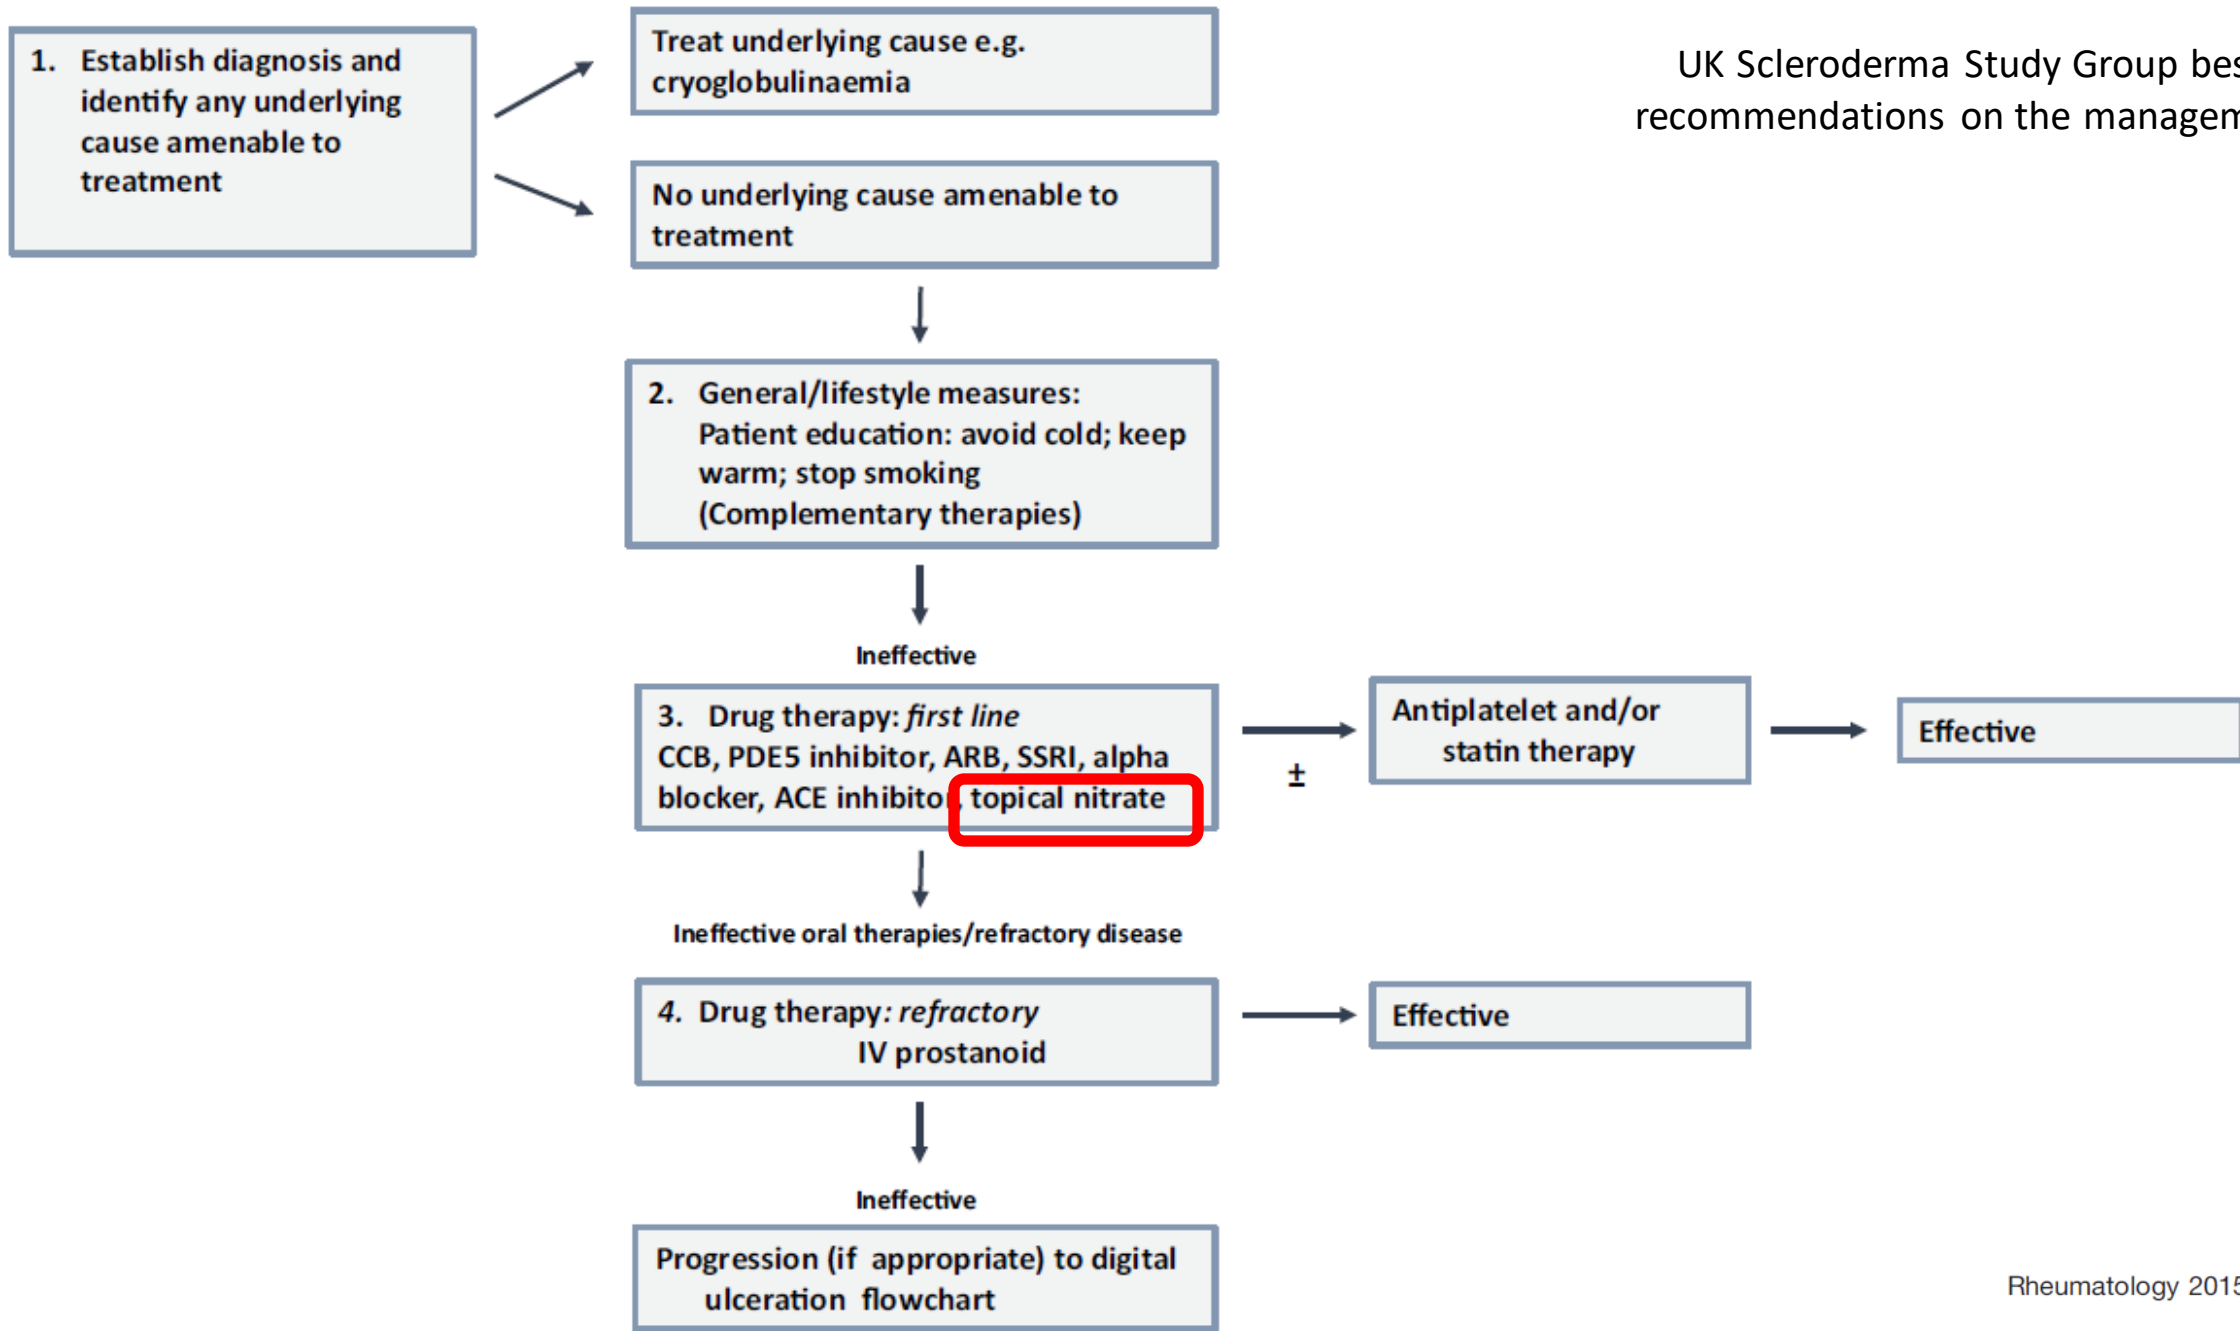 1. Establish diagnosis and
identify any underlying
cause amenable to
treatment
Treat underlying cause e.g.
cryoglobulinaemia
No underlying cause amenable to
treatment
UK Scleroderma Study Group
recommendations on the
2. General/lifestyle measures:
Patient education: avoid cold; keep
warm; stop smoking
(Complementary therapies)
Ineffective
3. Drug therapy: first line
CCB, PDE5 inhibitor, ARB, SSRI, alpha
blocker, ACE inhibitor, topical nitrate
±
Antiplatelet and/or
statin therapy
Effective
Ineffective oral therapies/refractory disease
4. Drug therapy: refractory
IV prostanoid
Effective
Ineffective
Progression (if appropriate) to digital
ulceration flowchart
Rheumatology 2015